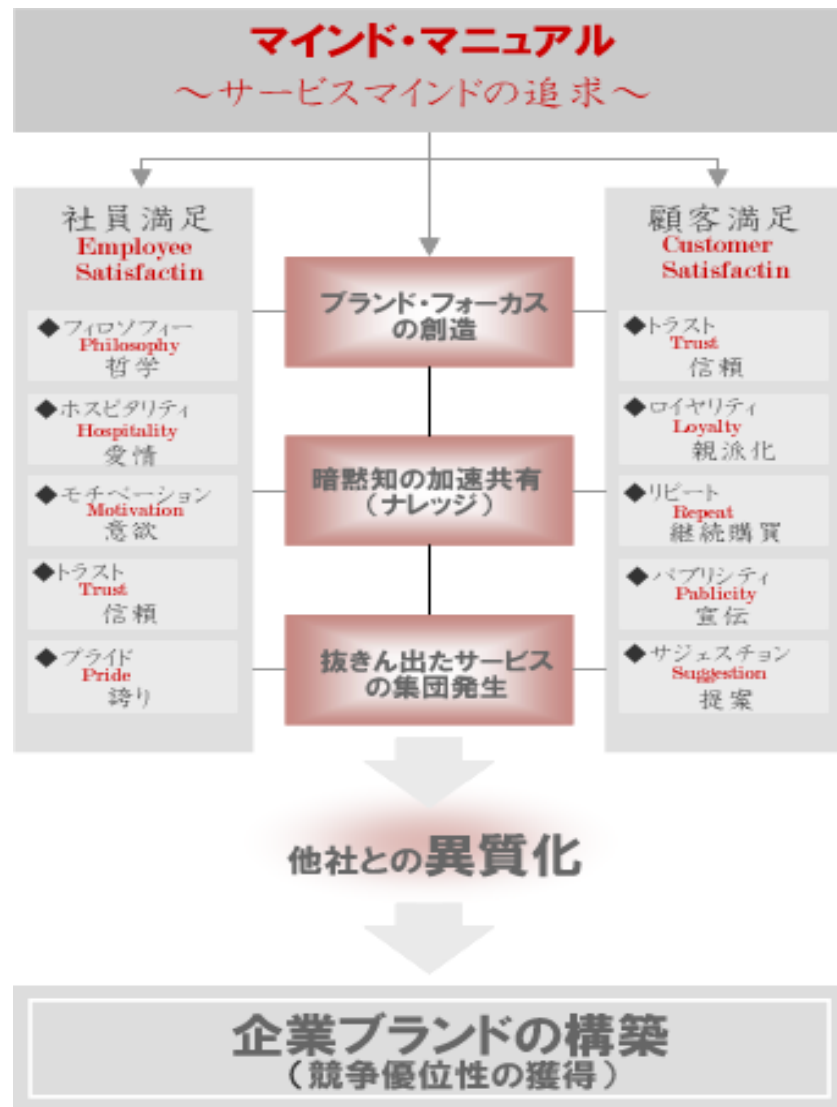 マインド・マニュアル
～サービスマインドの追求～
社員満足
Employee
Satisfactin
◆フィロソフィー
Philosophy
哲学
◆ホスピタリティ
Hospitality
愛情
◆モチベーション
Motivation
意欲
◆トラスト
Trust
信頼
◆プライド
Pride
誇り
ブランド・フォーカス
の創造
暗黙知の加速共有
（ナレッジ）
抜きん出たサービス
の集団発生
顧客満足
Customer
Satisfactin
◆トラスト
Trust
信頼
◆ロイヤリティ
Loyalty
親派化
◆リピート
Repeat
継続購買
◆パブリシティ
Pablicity
宣伝
◆サジェスチョン
Suggestion
提案
他社との異質化
企業ブランドの構築
（競争優位性の獲得）